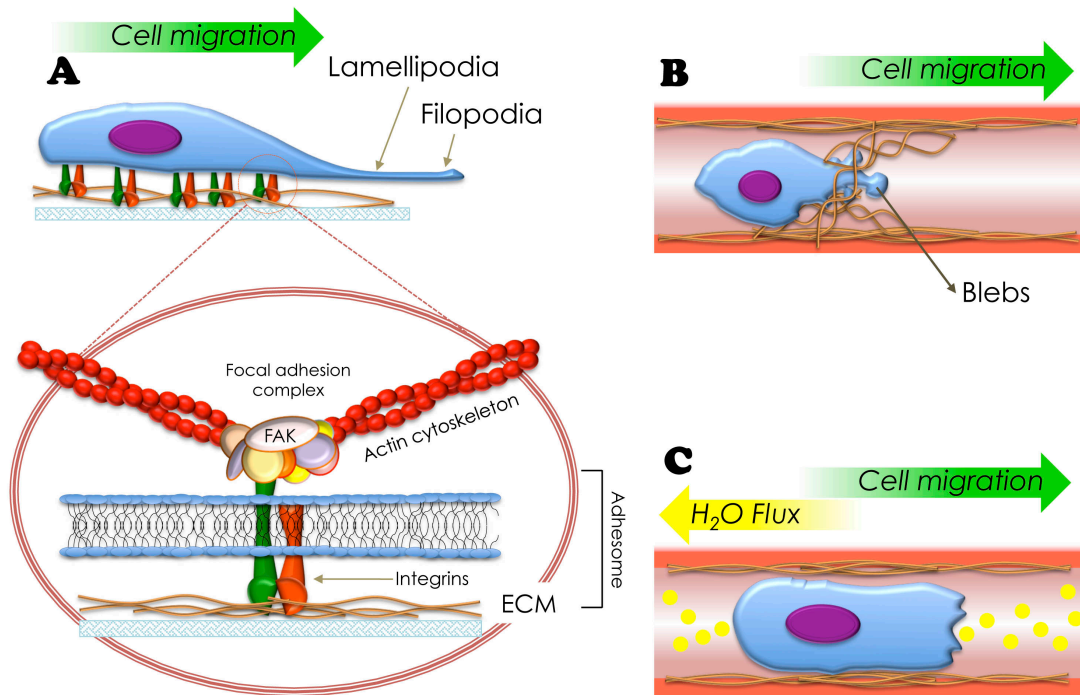 Cell migration
A
Lamellipodia
Filopodia
Focal adhesion
complex
FAK
Actin cytoskeleton
Adhesome
Integrins
ECM
B
Cell migration
Blebs
C
Cell migration
H₂O Flux